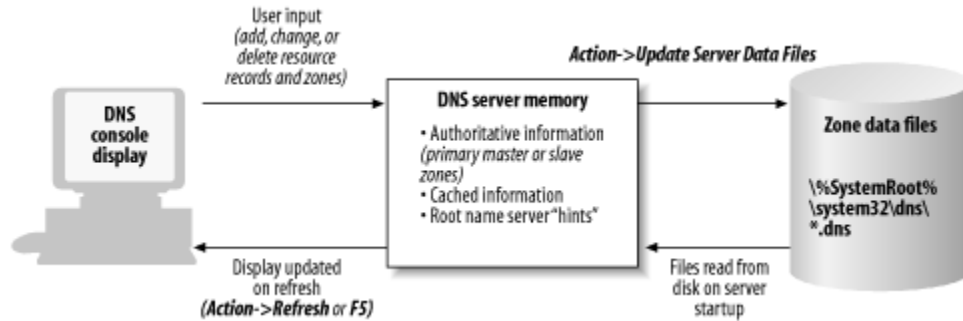 User input
(add, change, or
delete resource
records and zones)
Action->Update Server Data Files
DNS
console
display
DNS server memory
• Authoritative information
(primary master or slave
zones)
• Cached information
• Root name server "hints"
Zone data files
\%SystemRoot%
\system32\dns\
*.dns
Display updated
on refresh
(Action->Refresh or F5)
Files read from
disk on server
startup